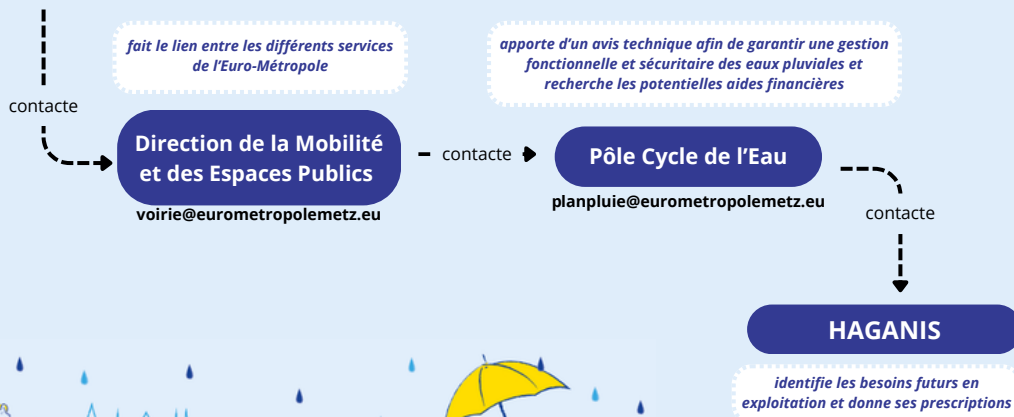 fait le lien entre les différents services
de l'Euro-Métropole
apporte d'un avis technique afin de garantir une gestion
fonctionnelle et sécuritaire des eaux pluviales et
recherche les potentielles aides financières
contacte
Direction de la Mobilité
et des Espaces Publics
voirie@eurometropolemetz.eu
contacte
Pôle Cycle de l'Eau
planpluie@eurometropolemetz.eu
contacte
HAGANIS
identifie les besoins futurs en
exploitation et donne ses prescriptions